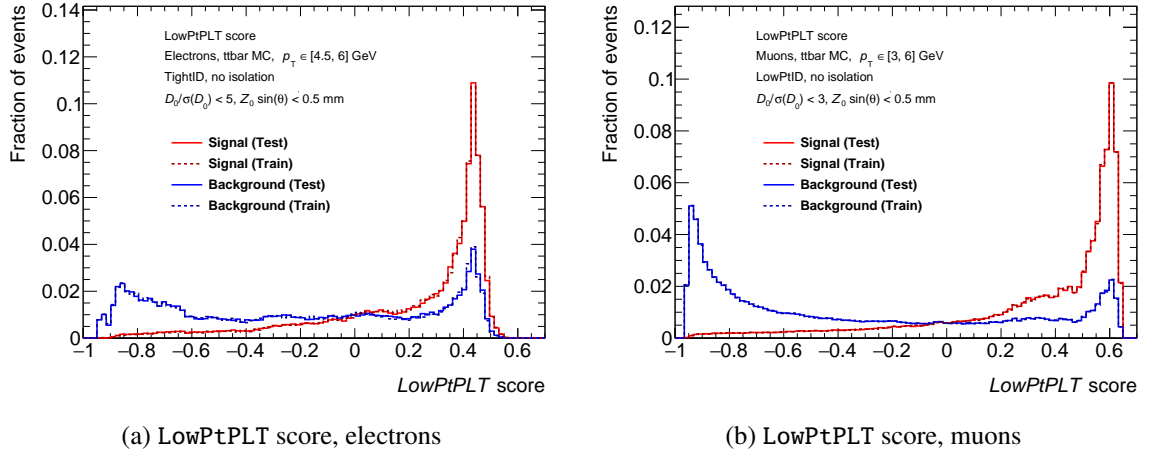 Fraction of events
0.14
0.12
0.1
0.08
0.06
0.04
0.02
0
LowPtPLT score
Electrons, ttbar MC, p_T ∈ [4.5, 6] GeV
TightID, no isolation
D_0/σ(D_0) < 5, Z_0 sin(θ) < 0.5 mm
Signal (Test)
Signal (Train)
Background (Test)
Background (Train)
−1 −0.8 −0.6 −0.4 −0.2 0 0.2 0.4 0.6
LowPtPLT score
(a) LowPtPLT score, electrons
Fraction of events
0.12
0.1
0.08
0.06
0.04
0.02
0
LowPtPLT score
Muons, ttbar MC, p_T ∈ [3, 6] GeV
LowPtID, no isolation
D_0/σ(D_0) < 3, Z_0 sin(θ) < 0.5 mm
Signal (Test)
Signal (Train)
Background (Test)
Background (Train)
−1 −0.8 −0.6 −0.4 −0.2 0 0.2 0.4 0.6
LowPtPLT score
(b) LowPtPLT score, muons